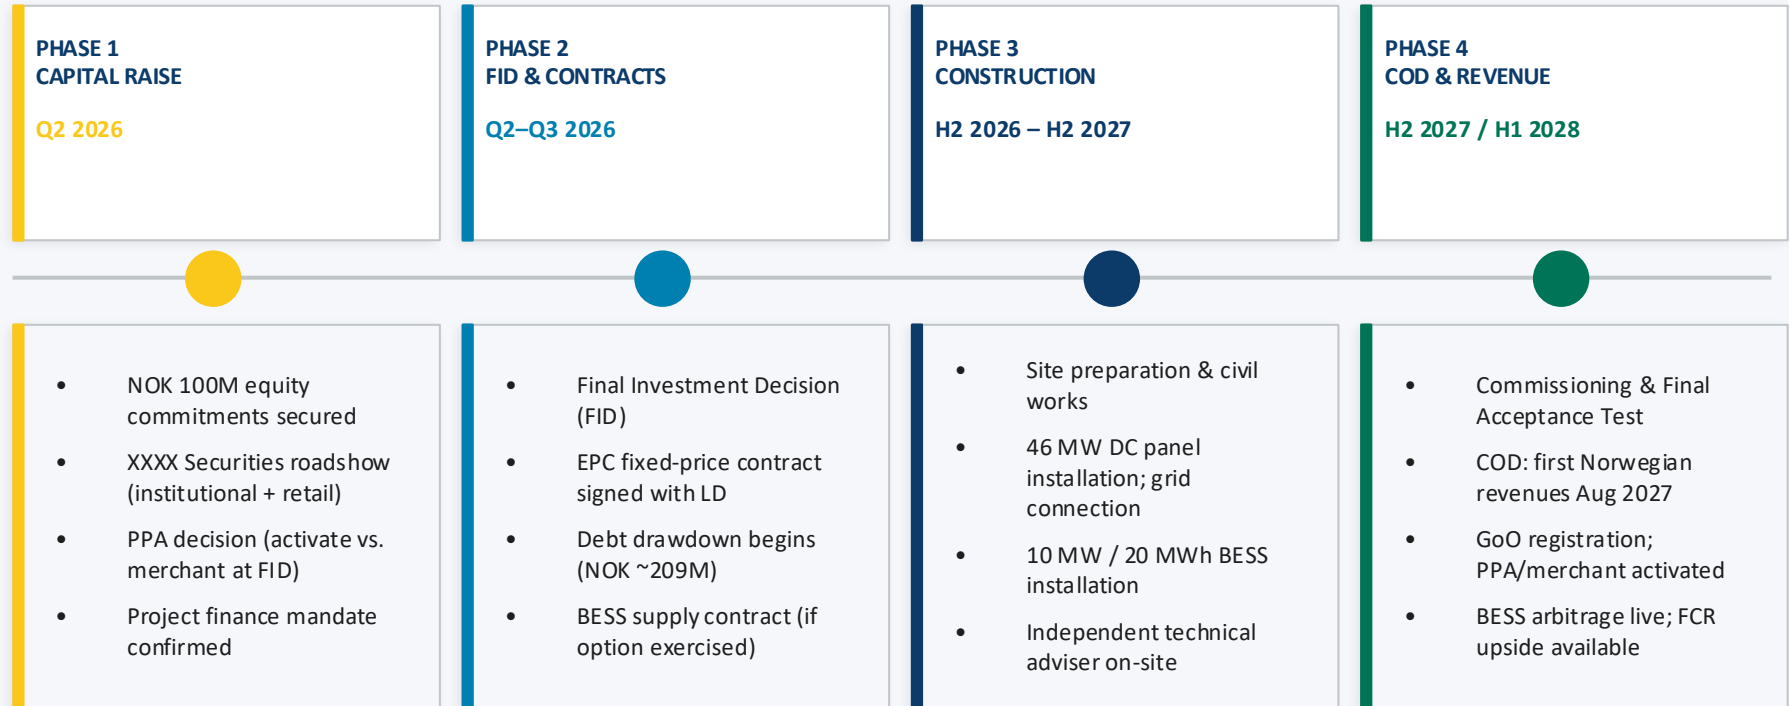 PHASE 1
CAPITAL RAISE
Q2 2026
PHASE 2
FID & CONTRACTS
Q2–Q3 2026
PHASE 3
CONSTRUCTION
H2 2026 – H2 2027
PHASE 4
COD & REVENUE
H2 2027 / H1 2028
• NOK 100M equity
commitments secured
• XXXX Securities roadshow
(institutional + retail)
• PPA decision (activate vs.
merchant at FID)
• Project finance mandate
confirmed
• Final Investment Decision
(FID)
• EPC fixed-price contract
signed with LD
• Debt drawdown begins
(NOK ~209M)
• BESS supply contract (if
option exercised)
• Site preparation & civil
works
• 46 MW DC panel
installation; grid
connection
• 10 MW / 20 MWh BESS
installation
• Independent technical
adviser on-site
• Commissioning & Final
Acceptance Test
• COD: first Norwegian
revenues Aug 2027
• GoO registration;
PPA/merchant activated
• BESS arbitrage live; FCR
upside available